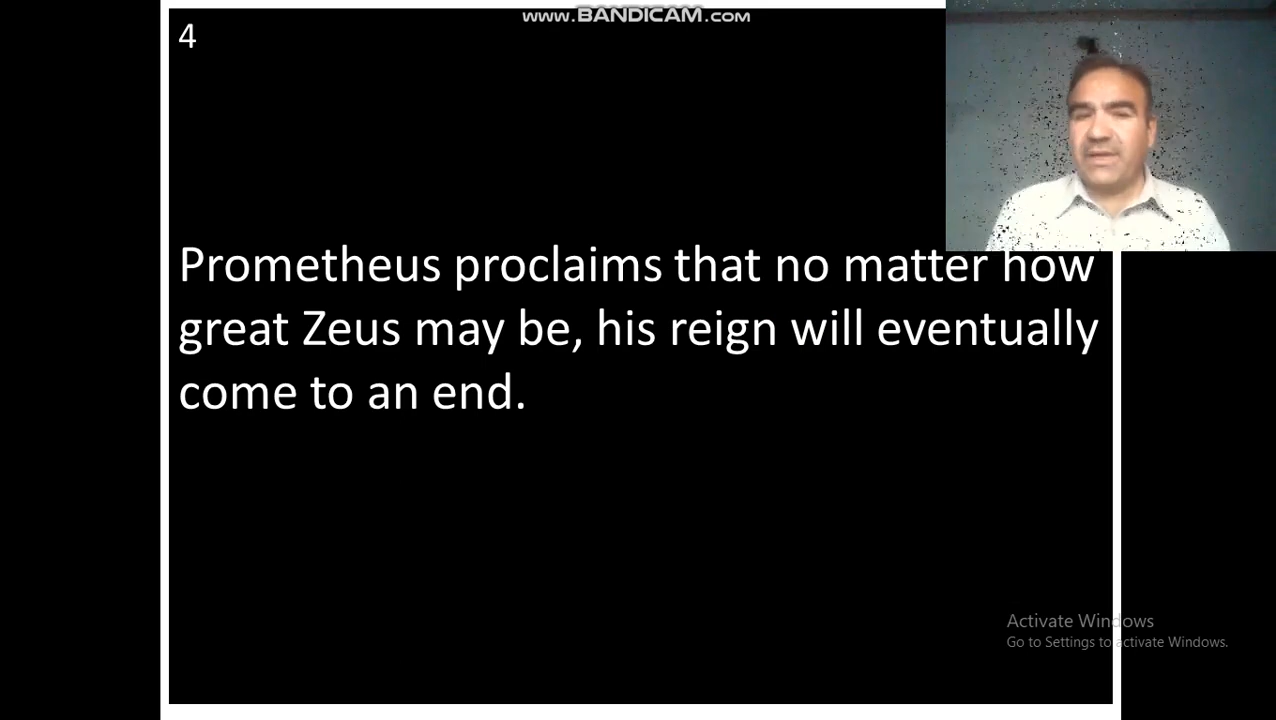 www.BANDICAM.com
4
Prometheus proclaims that no matter how
great Zeus may be, his reign will eventually
come to an end.
Activate Windows
Go to Settings to activate Windows.